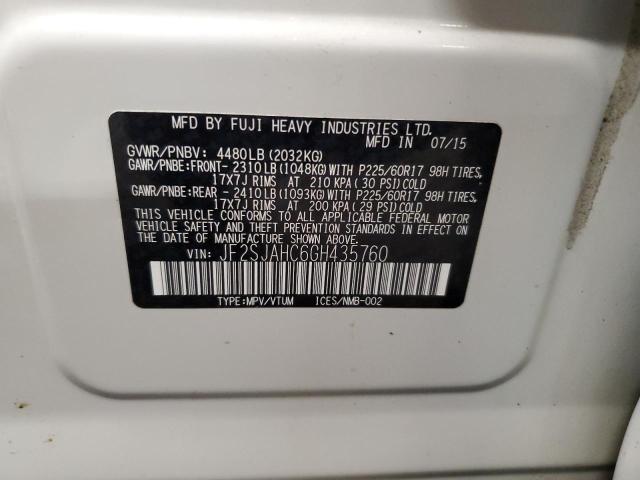 MFD BY FUJI HEAVY INDUSTRIES LTD.
MFD IN 07/15
GVWR/PNBV: 4480LB (2032KG)
GAWR/PNBE:FRONT- 2310LB(1048KG)WITH P225/60R17 98H TIRES,
17X7J RIMS AT 210 KPA(30 PSI)COLD
GAWR/PNBE:REAR - 2410LB(1093KG)WITH P225/60R17 98H TIRES,
17X7J RIMS AT 200 KPA(29 PSI)COLD
THIS VEHICLE CONFORMS TO ALL APPLICABLE FEDERAL MOTOR
VEHICLE SAFETY AND THEFT PREVENTION STANDARDS IN
EFFECT ON THE DATE OF MANUFACTURE SHOWN ABOVE.
VIN: JF2SJAHC6GH435760
TYPE:MPV/VTUM ICES/NMB-002